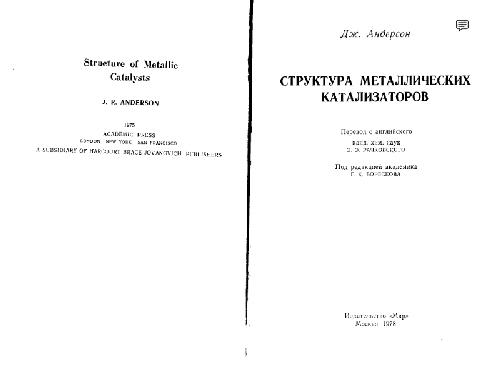 Structure of Metallic
Catalysts
J. R. ANDERSON
1975
ACADEMIC PRESS
LONDON NEW YORK SAN FRANCISCO
A SUBSIDIARY OF HARCOURT BRACE JOVANOVICH PUBLISHERS
Дж. Андерсон
СТРУКТУРА МЕТАЛЛИЧЕСКИХ
КАТАЛИЗАТОРОВ
Перевод с английского
канд. хим. наук
Под редакцией академика
Г. К. БОРЕСКОВА
Издательство «Мир»
Москва 1978